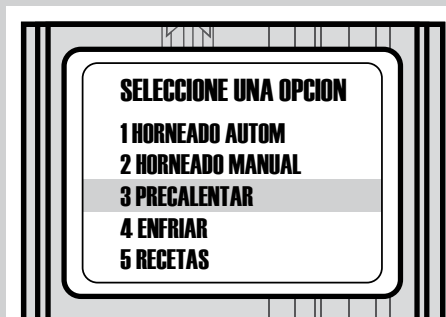 SELECCIONE UNA OPCION
1 HORNEADO AUTOM
2 HORNEADO MANUAL
3 PRECALENTAR
4 ENFRIAR
5 RECETAS